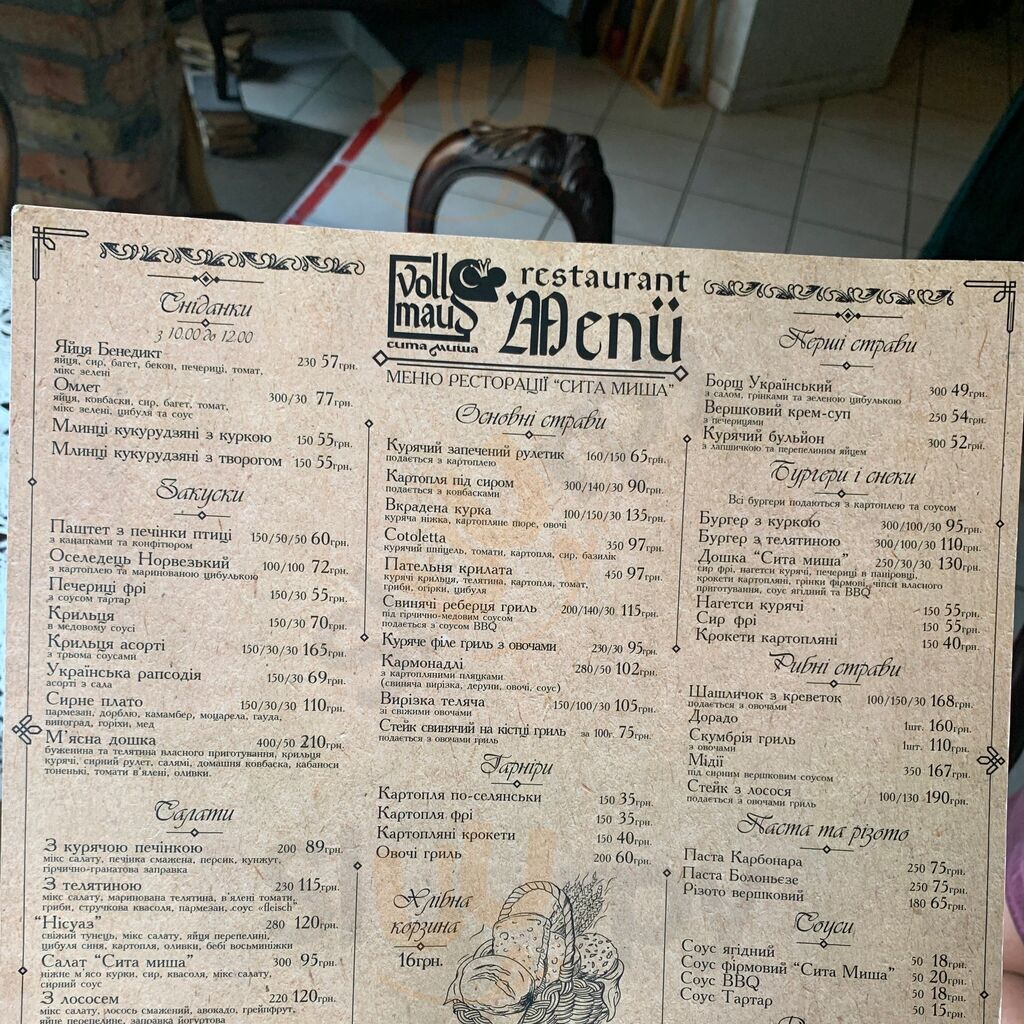 voll maus
сита миша
restaurant
Menü
МЕНЮ РЕСТОРАЦІЇ "СИТА МИША"
Сніданки
з 10.00 до 12.00
Яйця Бенедикт 230 57грн.
яйця, сир, багет, бекон, печериці, томат,
мікс зелені
Омлет 300/30 77грн.
яйця, ковбаски, сир, багет, томат,
мікс зелені, цибуля та соус
Млинці кукурудзяні з куркою 150 55грн.
Млинці кукурудзяні з творогом 150 55грн.
Закуски
Паштет з печінки птиці 150/50/50 60грн.
з канапками та конфітюром
Оселедець Норвезький 100/100 72грн.
з картоплею та маринованою цибулькою
Печериці фрі 150/30 55грн.
з соусом тартар
Крильця 150/30 70грн.
в медовому соусі
Крильця асорті 150/30/30 165грн.
з трьома соусами
Українська рапсодія 150/30 69грн.
асорті з сала
Сирне плато 150/30/30 110грн.
пармезан, дорблю, камамбер, моцарела, гауда,
виноград, горіхи, мед
М'ясна дошка 400/50 210грн.
буженина та телятина власного приготування, крильця
курячі, сирний рулет, салямі, домашня ковбаска, кабаноси
тоненькі, томати в'ялені, оливки.
Салати
З курячою печінкою 200 89грн.
мікс салату, печінка смажена, персик, кунжут,
гірчично-гранатова заправка
З телятиною 230 115грн.
мікс салату, маринована телятина, в'ялені томати,
гриби, стручкова квасоля, пармезан, соус «fleisch»
"Нісуаз" 280 120грн.
свіжий тунець, мікс салату, яйця перепелині,
цибуля синя, картопля, оливки, бебі восьминіжки
Салат "Сита миша" 300 95грн.
ніжне м'ясо курки, сир, квасоля, мікс салату,
сирний соус
З лососем 220 120грн.
мікс салату, лосось смажений, авокадо, грейпфрут,
яйце перепелине, заправка йогуртова
Основні страви
Курячий запечений рулетик 160/150 65грн.
подається з картоплею
Картопля під сиром 300/140/30 90грн.
подається з ковбасками
Вкрадена курка 100/150/30 135грн.
куряча ніжка, картопляне пюре, овочі
Cotoletta 350 97грн.
курячий шніцель, томати, картопля, сир, базилік
Пательня крилата 450 97грн.
курячі крильця, телятина, картопля, томат,
гриби, огірки, цибуля
Свинячі реберця гриль 200/140/30 115грн.
під гірчично-медовим соусом
подається з соусом BBQ
Куряче філе гриль з овочами 230/30 95грн.
Кармонадлі 280/50 102грн.
з картопляними пляцками
(свиняча вирізка, деруни, овочі, соус)
Вирізка теляча 150/100/30 105грн.
зі свіжими овочами
Стейк свинячий на кістці гриль за 100г. 75грн.
подається з овочами гриль
Гарніри
Картопля по-селянськи 150 35грн.
Картопля фрі 150 35грн.
Картопляні крокети 150 40грн.
Овочі гриль 200 60грн.
Хлібна
корзина
16грн.
Перші страви
Борщ Український 300 49грн.
з салом, грінками та зеленою цибулькою
Вершковий крем-суп 250 54грн.
з печерицями
Курячий бульйон 300 52грн.
з лапшичкою та перепелиним яйцем
Бургери і снеки
Всі бургери подаються з картоплею та соусом
Бургер з куркою 300/100/30 95грн.
Бургер з телятиною 300/100/30 110грн.
Дошка "Сита миша" 250/30/30 130грн.
сир фрі, нагетси курячі, печериці в паніровці,
крокети картопляні, грінки фірмові, чіпси власного
приготування, соус ягідний та BBQ
Нагетси курячі 150 55грн.
Сир фрі 150 55грн.
Крокети картопляні 150 40грн.
Рибні страви
Шашличок з креветок 100/150/30 168грн.
подається з овочами
Дорадо 1шт. 160грн.
Скумбрія гриль 1шт. 110грн.
з овочами
Мідії 350 167грн.
під сирним вершковим соусом
Стейк з лосося 100/130 190грн.
подається з овочами гриль
Паста та різото
Паста Карбонара 250 75грн.
Паста Болоньєзе 250 75грн.
Різото вершковий 180 65грн.
Соуси
Соус ягідний 50 18грн.
Соус фірмовий "Сита Миша" 50 20грн.
Соус BBQ 50 18грн.
Соус Тартар 50 15грн.